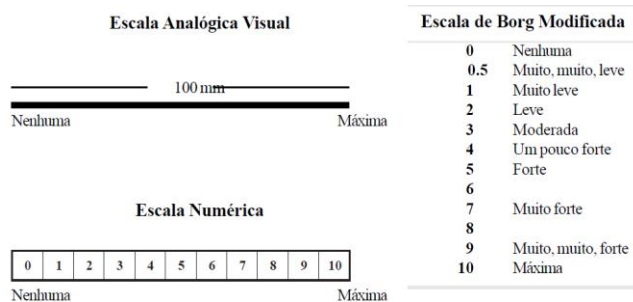 Escala Analógica Visual
100 mm
Nenhuma Máxima
Escala Numérica
0 1 2 3 4 5 6 7 8 9 10
Nenhuma Máxima
Escala de Borg Modificada
0 Nenhuma
0.5 Muito, muito, leve
1 Muito leve
2 Leve
3 Moderada
4 Um pouco forte
5 Forte
6
7 Muito forte
8
9 Muito, muito, forte
10 Máxima